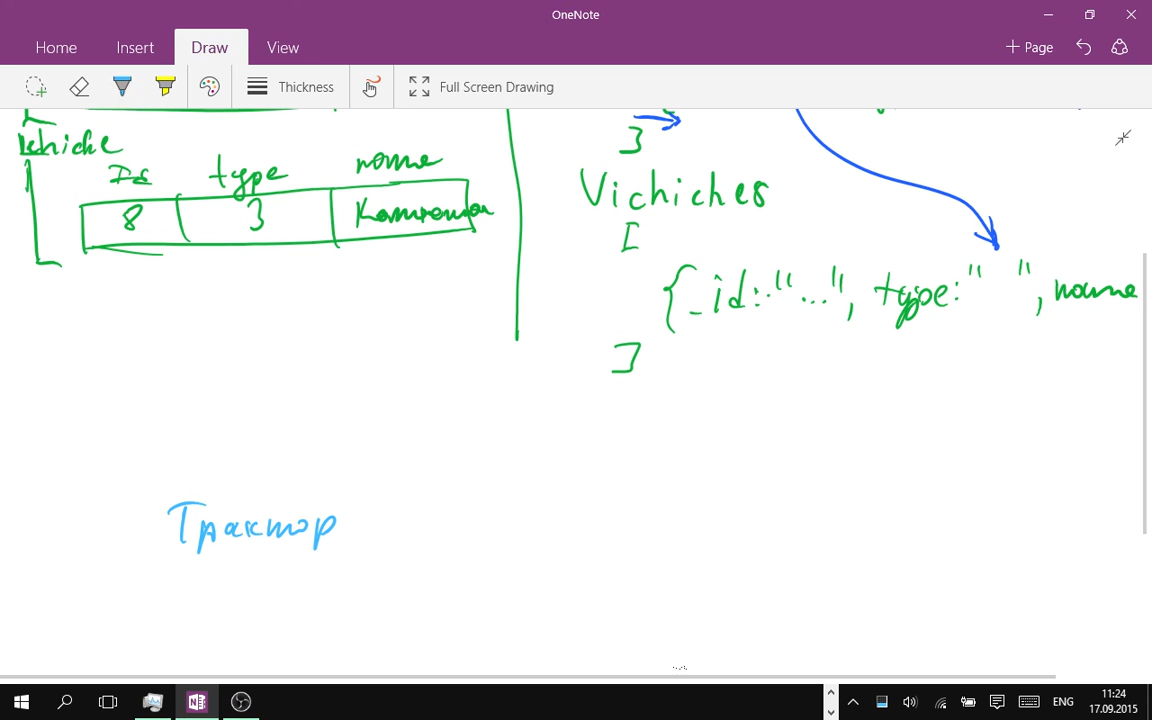 OneNote
Home Insert Draw View
Page
Thickness Full Screen Drawing
Id type name
8 3
]
Vichiches
[
{_id:"...", type:" ", name
]
Трактор
ENG
11:24
17.09.2015